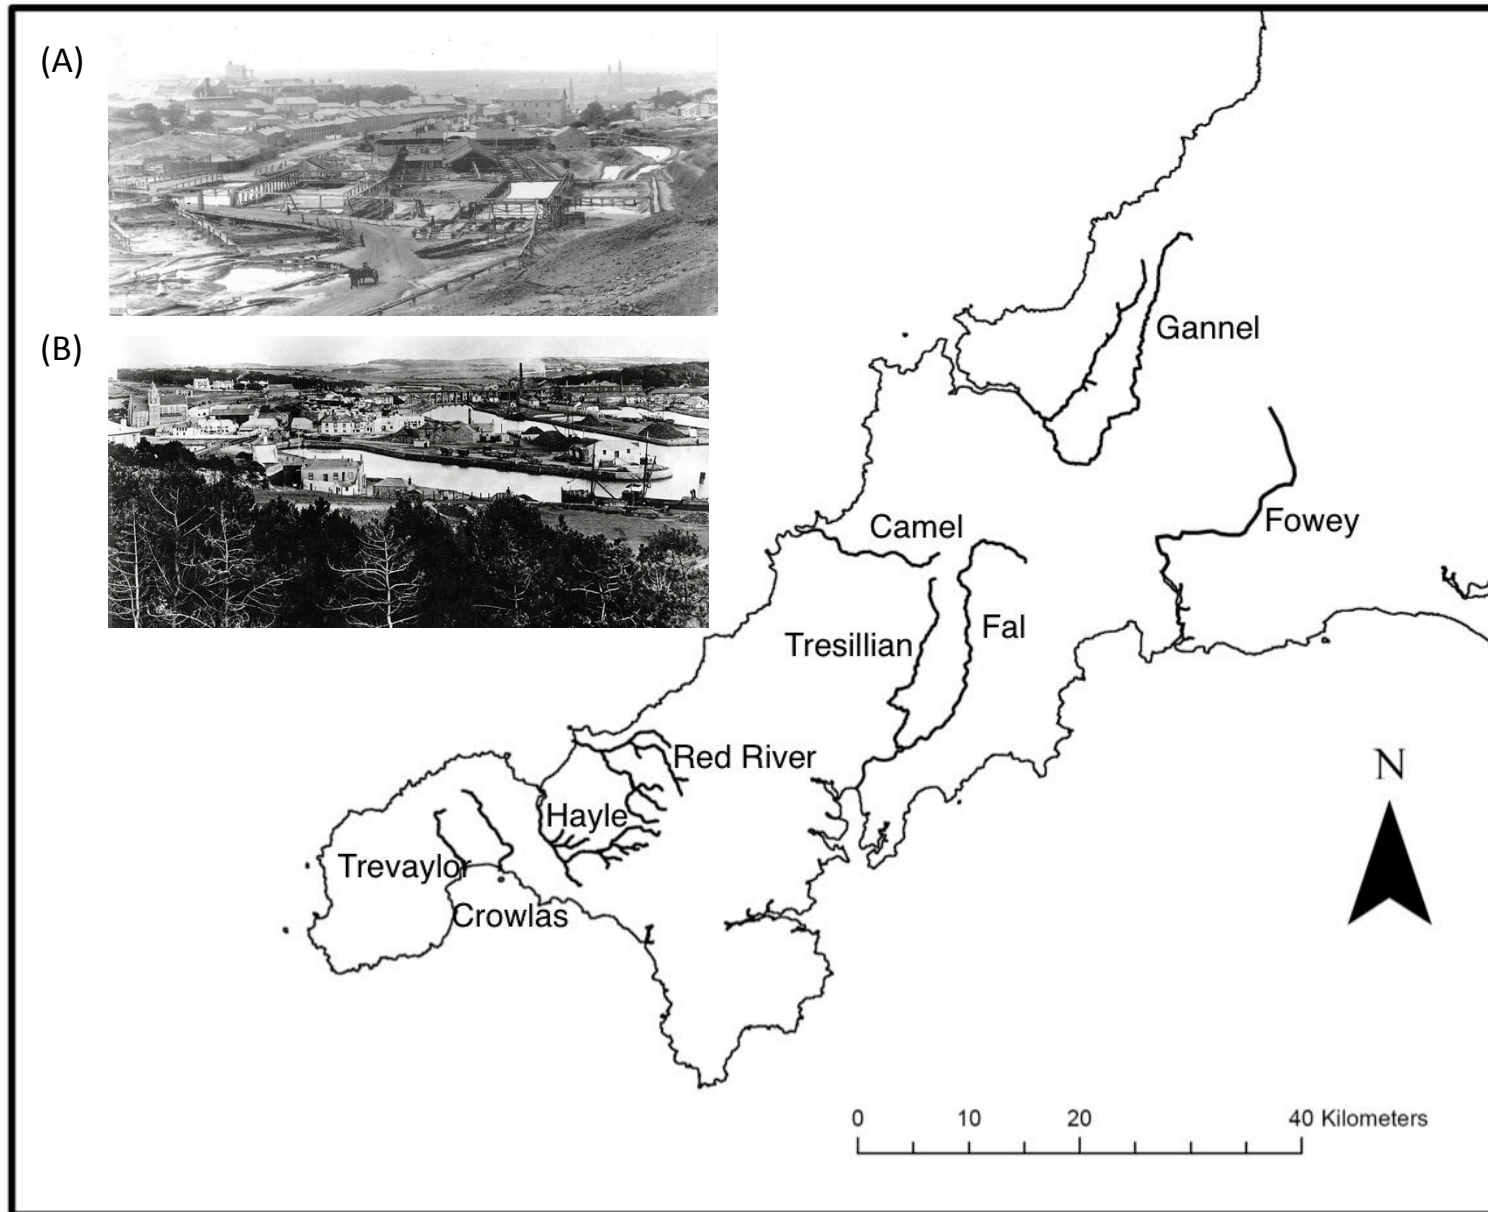 (A)
(B)
Gannel
Fowey
Camel
Tresillian
Fal
Red River
Hayle
Trevaylor
Crowlas
N
0 10 20 40 Kilometers